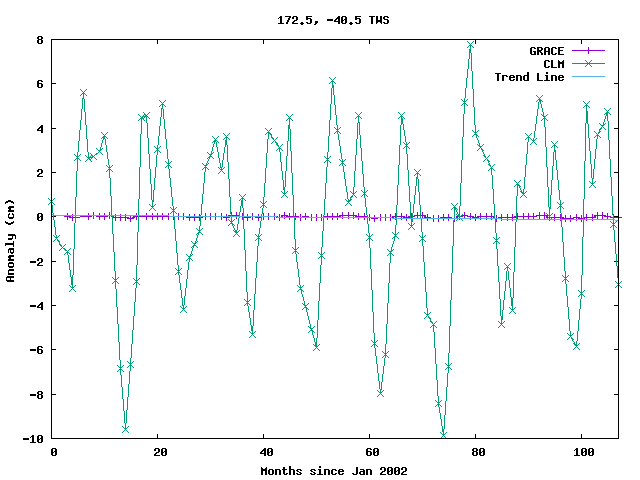 172.5, -40.5 TWS
GRACE
CLM
Trend Line
8
6
4
2
0
-2
-4
-6
-8
-10
Anomaly (cm)
0 20 40 60 80 100
Months since Jan 2002